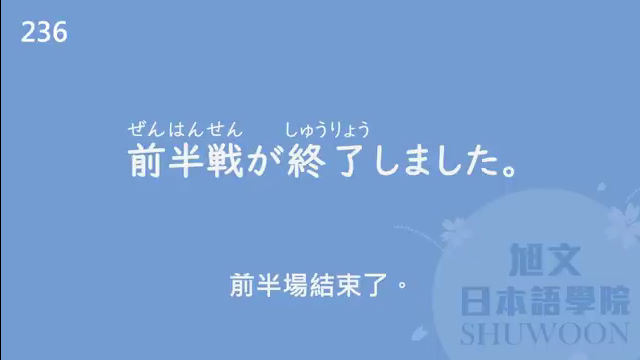 236
ぜんはんせん しゅうりょう
前半戦が終了しました。
前半場結束了。
旭文
日本語學院
SHUWOON